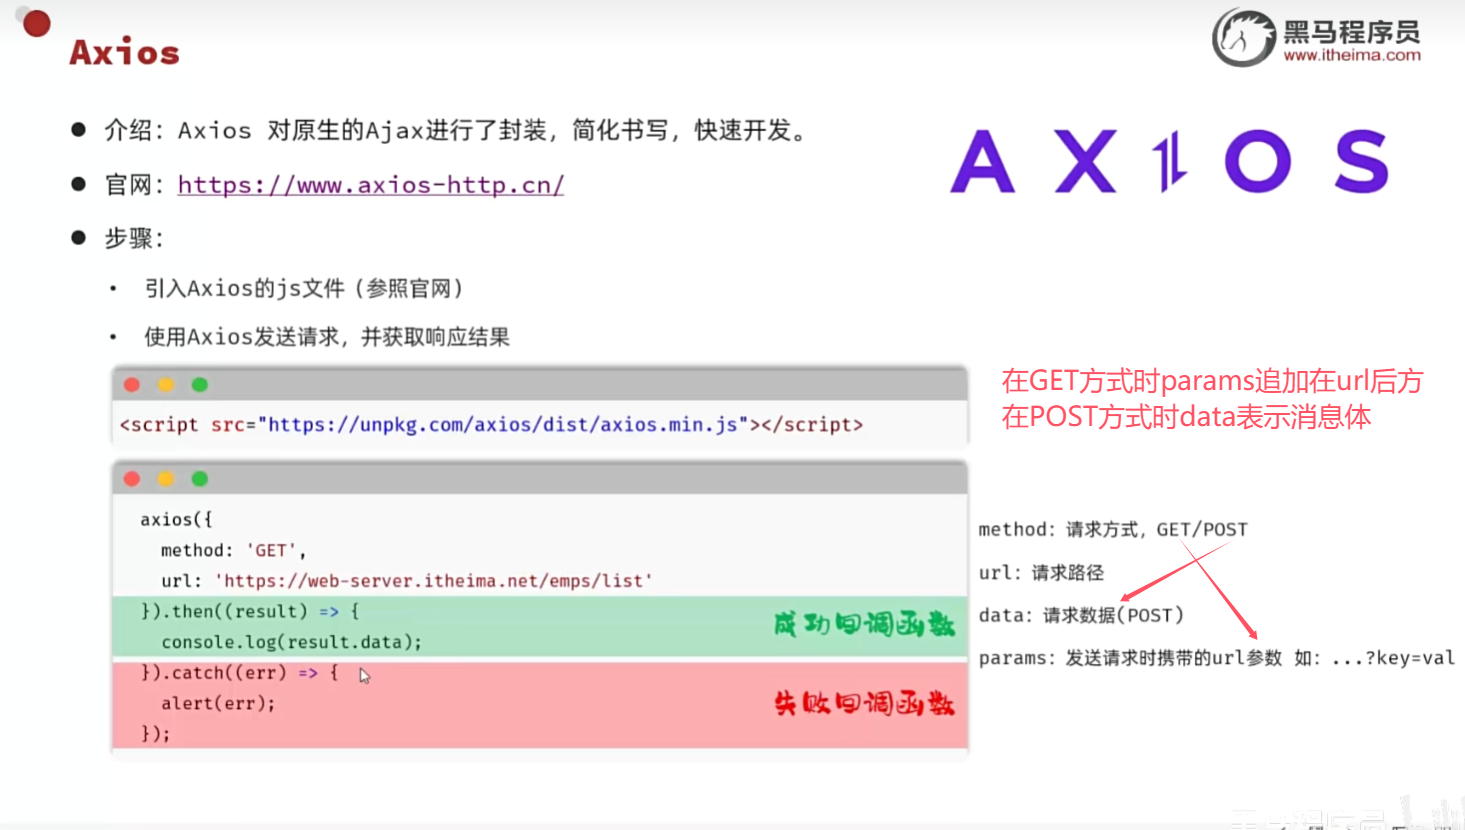 Axios
黑马程序员
www.itheima.com
● 介绍：Axios 对原生的Ajax进行了封装，简化书写，快速开发。
AXIOS
● 官网：https://www.axios-http.cn/
● 步骤：
• 引入Axios的js文件（参照官网）
• 使用Axios发送请求，并获取响应结果
<script src="https://unpkg.com/axios/dist/axios.min.js"></script>
在GET方式时params追加在url后方
在POST方式时data表示消息体
axios({
method: 'GET',
url: 'https://web-server.itheima.net/emps/list'
}).then((result) => {
console.log(result.data);
}).catch((err) => {
alert(err);
});
成功回调函数
失败回调函数
method：请求方式，GET/POST
url：请求路径
data：请求数据(POST)
params：发送请求时携带的url参数 如：...?key=val